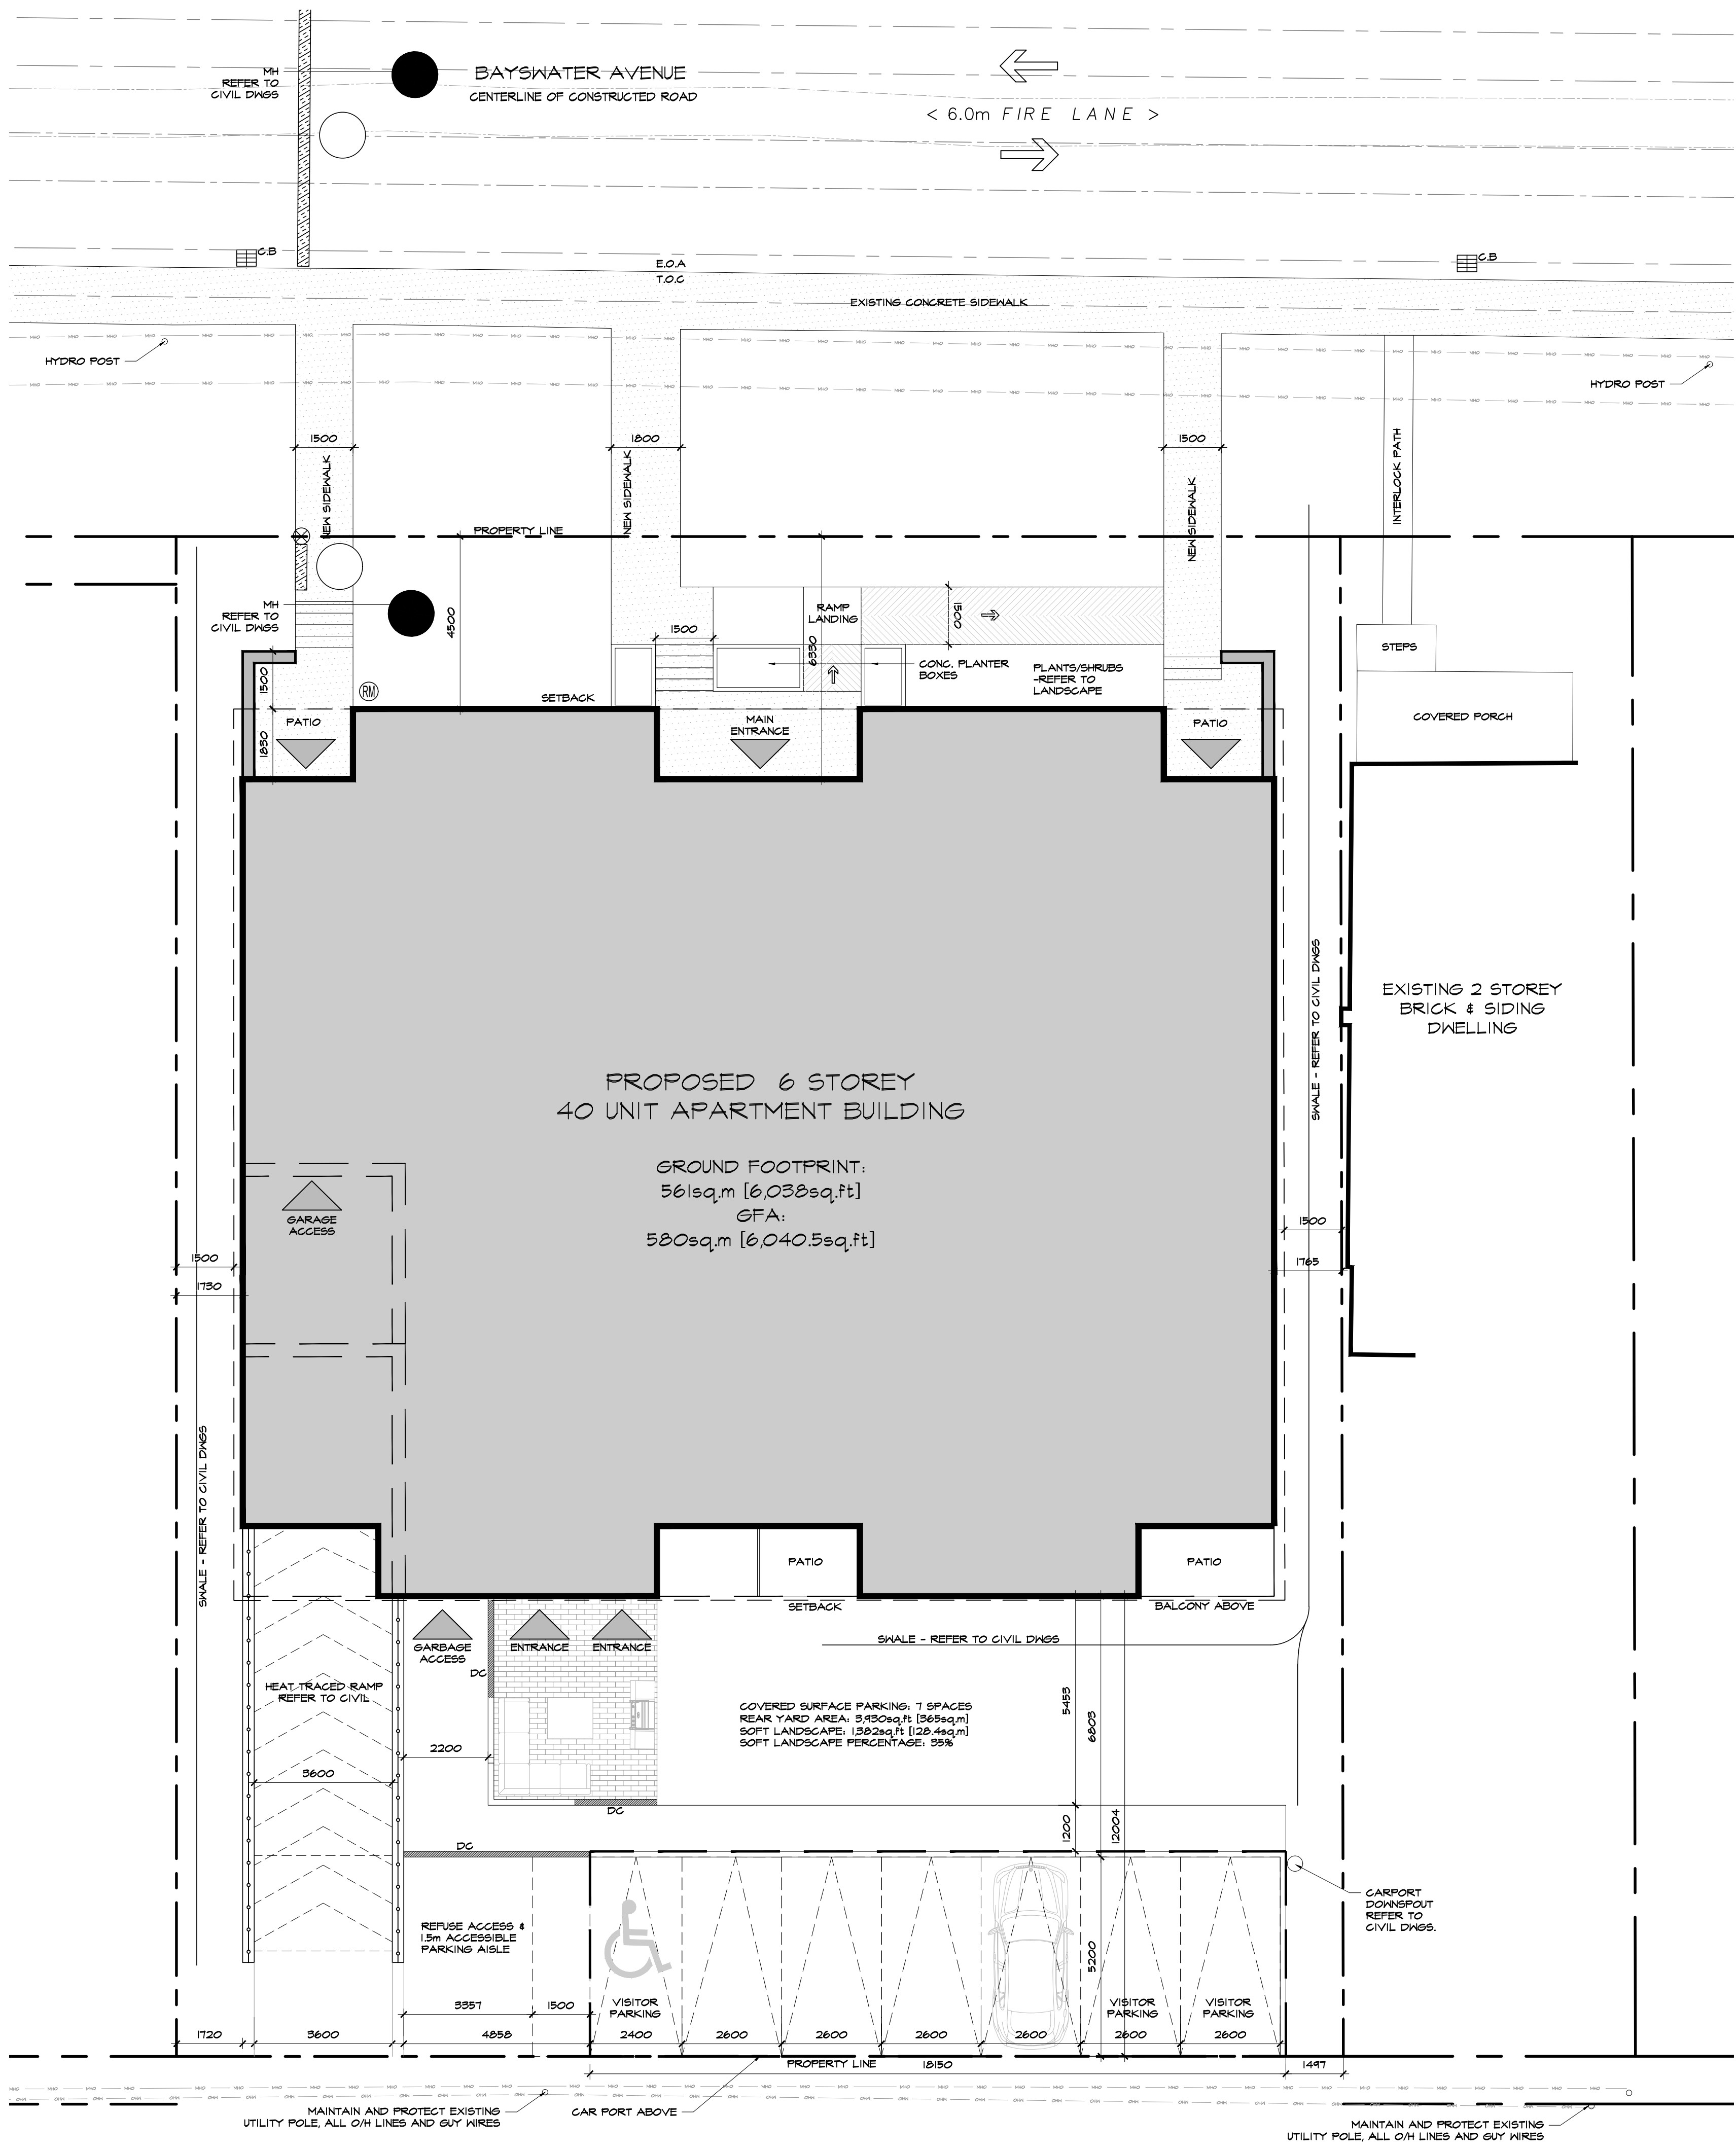 MH
REFER TO
CIVIL DWGS
BAYSWATER AVENUE
CENTERLINE OF CONSTRUCTED ROAD
< 6.0m FIRE LANE >
C.B
C.B
E.O.A
T.O.C
EXISTING CONCRETE SIDEWALK
HYDRO POST
HYDRO POST
1500
1800
1500
NEW SIDEWALK
NEW SIDEWALK
NEW SIDEWALK
INTERLOCK PATH
PROPERTY LINE
MH
REFER TO
CIVIL DWGS
4500
1500
RAMP
LANDING
6330
1500
CONC. PLANTER
BOXES
PLANTS/SHRUBS
-REFER TO
LANDSCAPE
STEPS
COVERED PORCH
1500
1830
RM
SETBACK
PATIO
MAIN
ENTRANCE
PATIO
SWALE - REFER TO CIVIL DWGS
EXISTING 2 STOREY
BRICK & SIDING
DWELLING
PROPOSED 6 STOREY
40 UNIT APARTMENT BUILDING
GROUND FOOTPRINT:
561sq.m [6,038sq.ft]
GFA:
580sq.m [6,040.5sq.ft]
GARAGE
ACCESS
1500
1730
1500
1765
SWALE - REFER TO CIVIL DWGS
PATIO
PATIO
SETBACK
BALCONY ABOVE
GARBAGE
ACCESS
ENTRANCE
ENTRANCE
SWALE - REFER TO CIVIL DWGS
DC
HEAT TRACED RAMP
REFER TO CIVIL
COVERED SURFACE PARKING: 7 SPACES
REAR YARD AREA: 3,930sq.ft [365sq.m]
SOFT LANDSCAPE: 1,382sq.ft [128.4sq.m]
SOFT LANDSCAPE PERCENTAGE: 35%
5453
6803
2200
3600
DC
1200
12004
DC
CARPORT
DOWNSPOUT
REFER TO
CIVIL DWGS.
REFUSE ACCESS &
1.5m ACCESSIBLE
PARKING AISLE
5200
3357
1500
VISITOR
PARKING
VISITOR
PARKING
VISITOR
PARKING
1720
3600
4858
2400
2600
2600
2600
2600
2600
2600
PROPERTY LINE
18150
1497
MAINTAIN AND PROTECT EXISTING
UTILITY POLE, ALL O/H LINES AND GUY WIRES
CAR PORT ABOVE
MAINTAIN AND PROTECT EXISTING
UTILITY POLE, ALL O/H LINES AND GUY WIRES